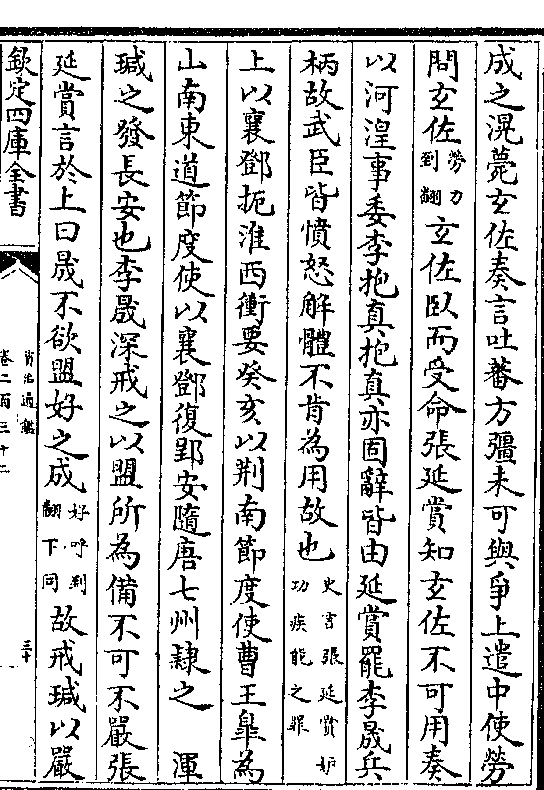 成之滉薨玄佐奏言吐蕃方彊未可與爭上遣中使勞
問玄佐勞力到翻玄佐臥而受命張延賞知玄佐不可用奏
以河湟事委李抱真抱真亦固辭皆由延賞罷李晟兵
柄故武臣皆憤怒解體不肯為用故也史言張延賞妒功疾能之罪
上以襄鄧扼淮西衝要癸亥以荆南節度使曹王臯為
山南東道節度使以襄鄧復郢安隨唐七州隸之 渾
瑊之發長安也李晟深戒之以盟所為備不可不嚴張
延賞言於上曰晟不欲盟好之成好呼到翻下同故戒瑊以嚴
欽定四庫全書
資治通鑑
卷二百三十二
三十